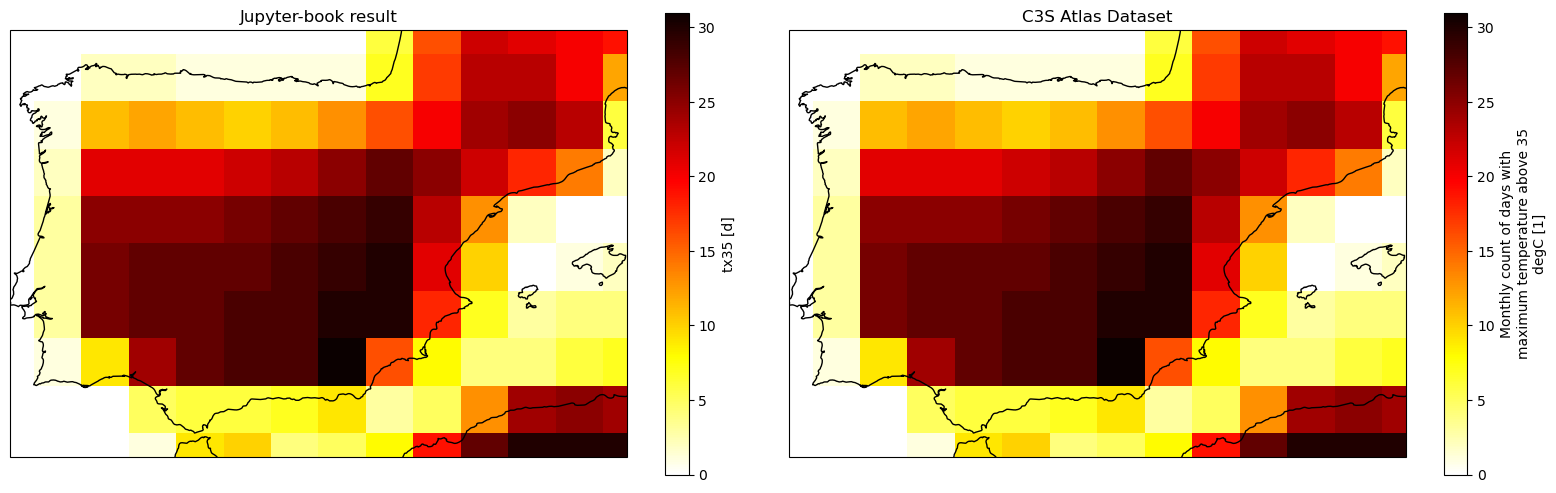 Jupyter-book result
30
25
20
15
10
5
0
tx35 [d]
C3S Atlas Dataset
30
25
20
15
10
5
0
Monthly count of days with
maximum temperature above 35
degC [1]